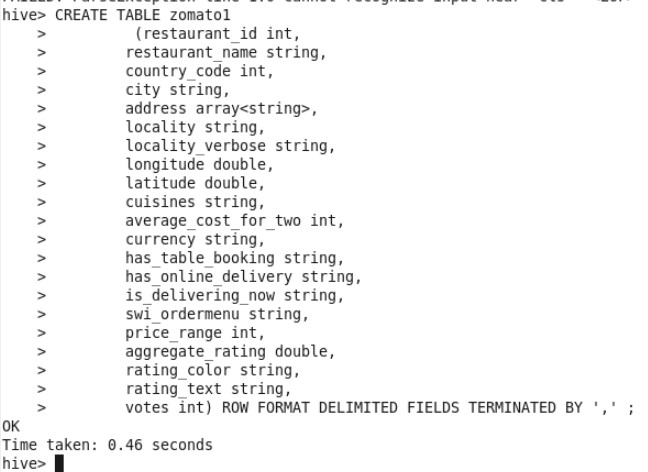 hive> CREATE TABLE zomato1
> (restaurant_id int,
> restaurant_name string,
> country_code int,
> city string,
> address array<string>,
> locality string,
> locality_verbose string,
> longitude double,
> latitude double,
> cuisines string,
> average_cost_for_two int,
> currency string,
> has_table_booking string,
> has_online_delivery string,
> is_delivering_now string,
> swi_ordermenu string,
> price_range int,
> aggregate_rating double,
> rating_color string,
> rating_text string,
> votes int) ROW FORMAT DELIMITED FIELDS TERMINATED BY ',' ;
OK
Time taken: 0.46 seconds
hive>